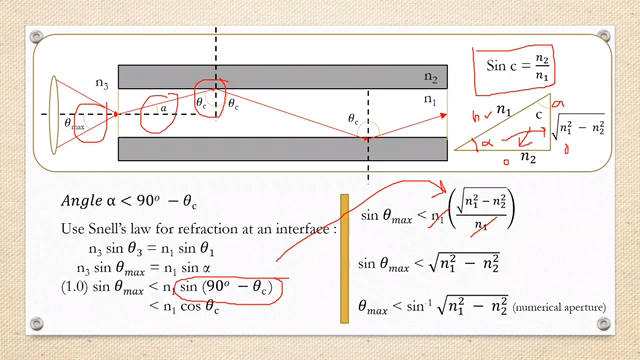 n₃
n₂
n₁
θmax
α
θc
θc
θc
Sin c = n₂/n₁
h
n₁
c
a
α
√n₁² − n₂²
o
n₂
Angle α < 90° − θc
Use Snell's law for refraction at an interface :
n₃ sin θ₃ = n₁ sin θ₁
n₃ sin θmax = n₁ sin α
(1.0) sin θmax < n₁ sin (90° − θc)
< n₁ cos θc
sin θmax < n₁ (√n₁² − n₂² / n₁)
sin θmax < √n₁² − n₂²
θmax < sin⁻¹ √n₁² − n₂² (numerical aperture)